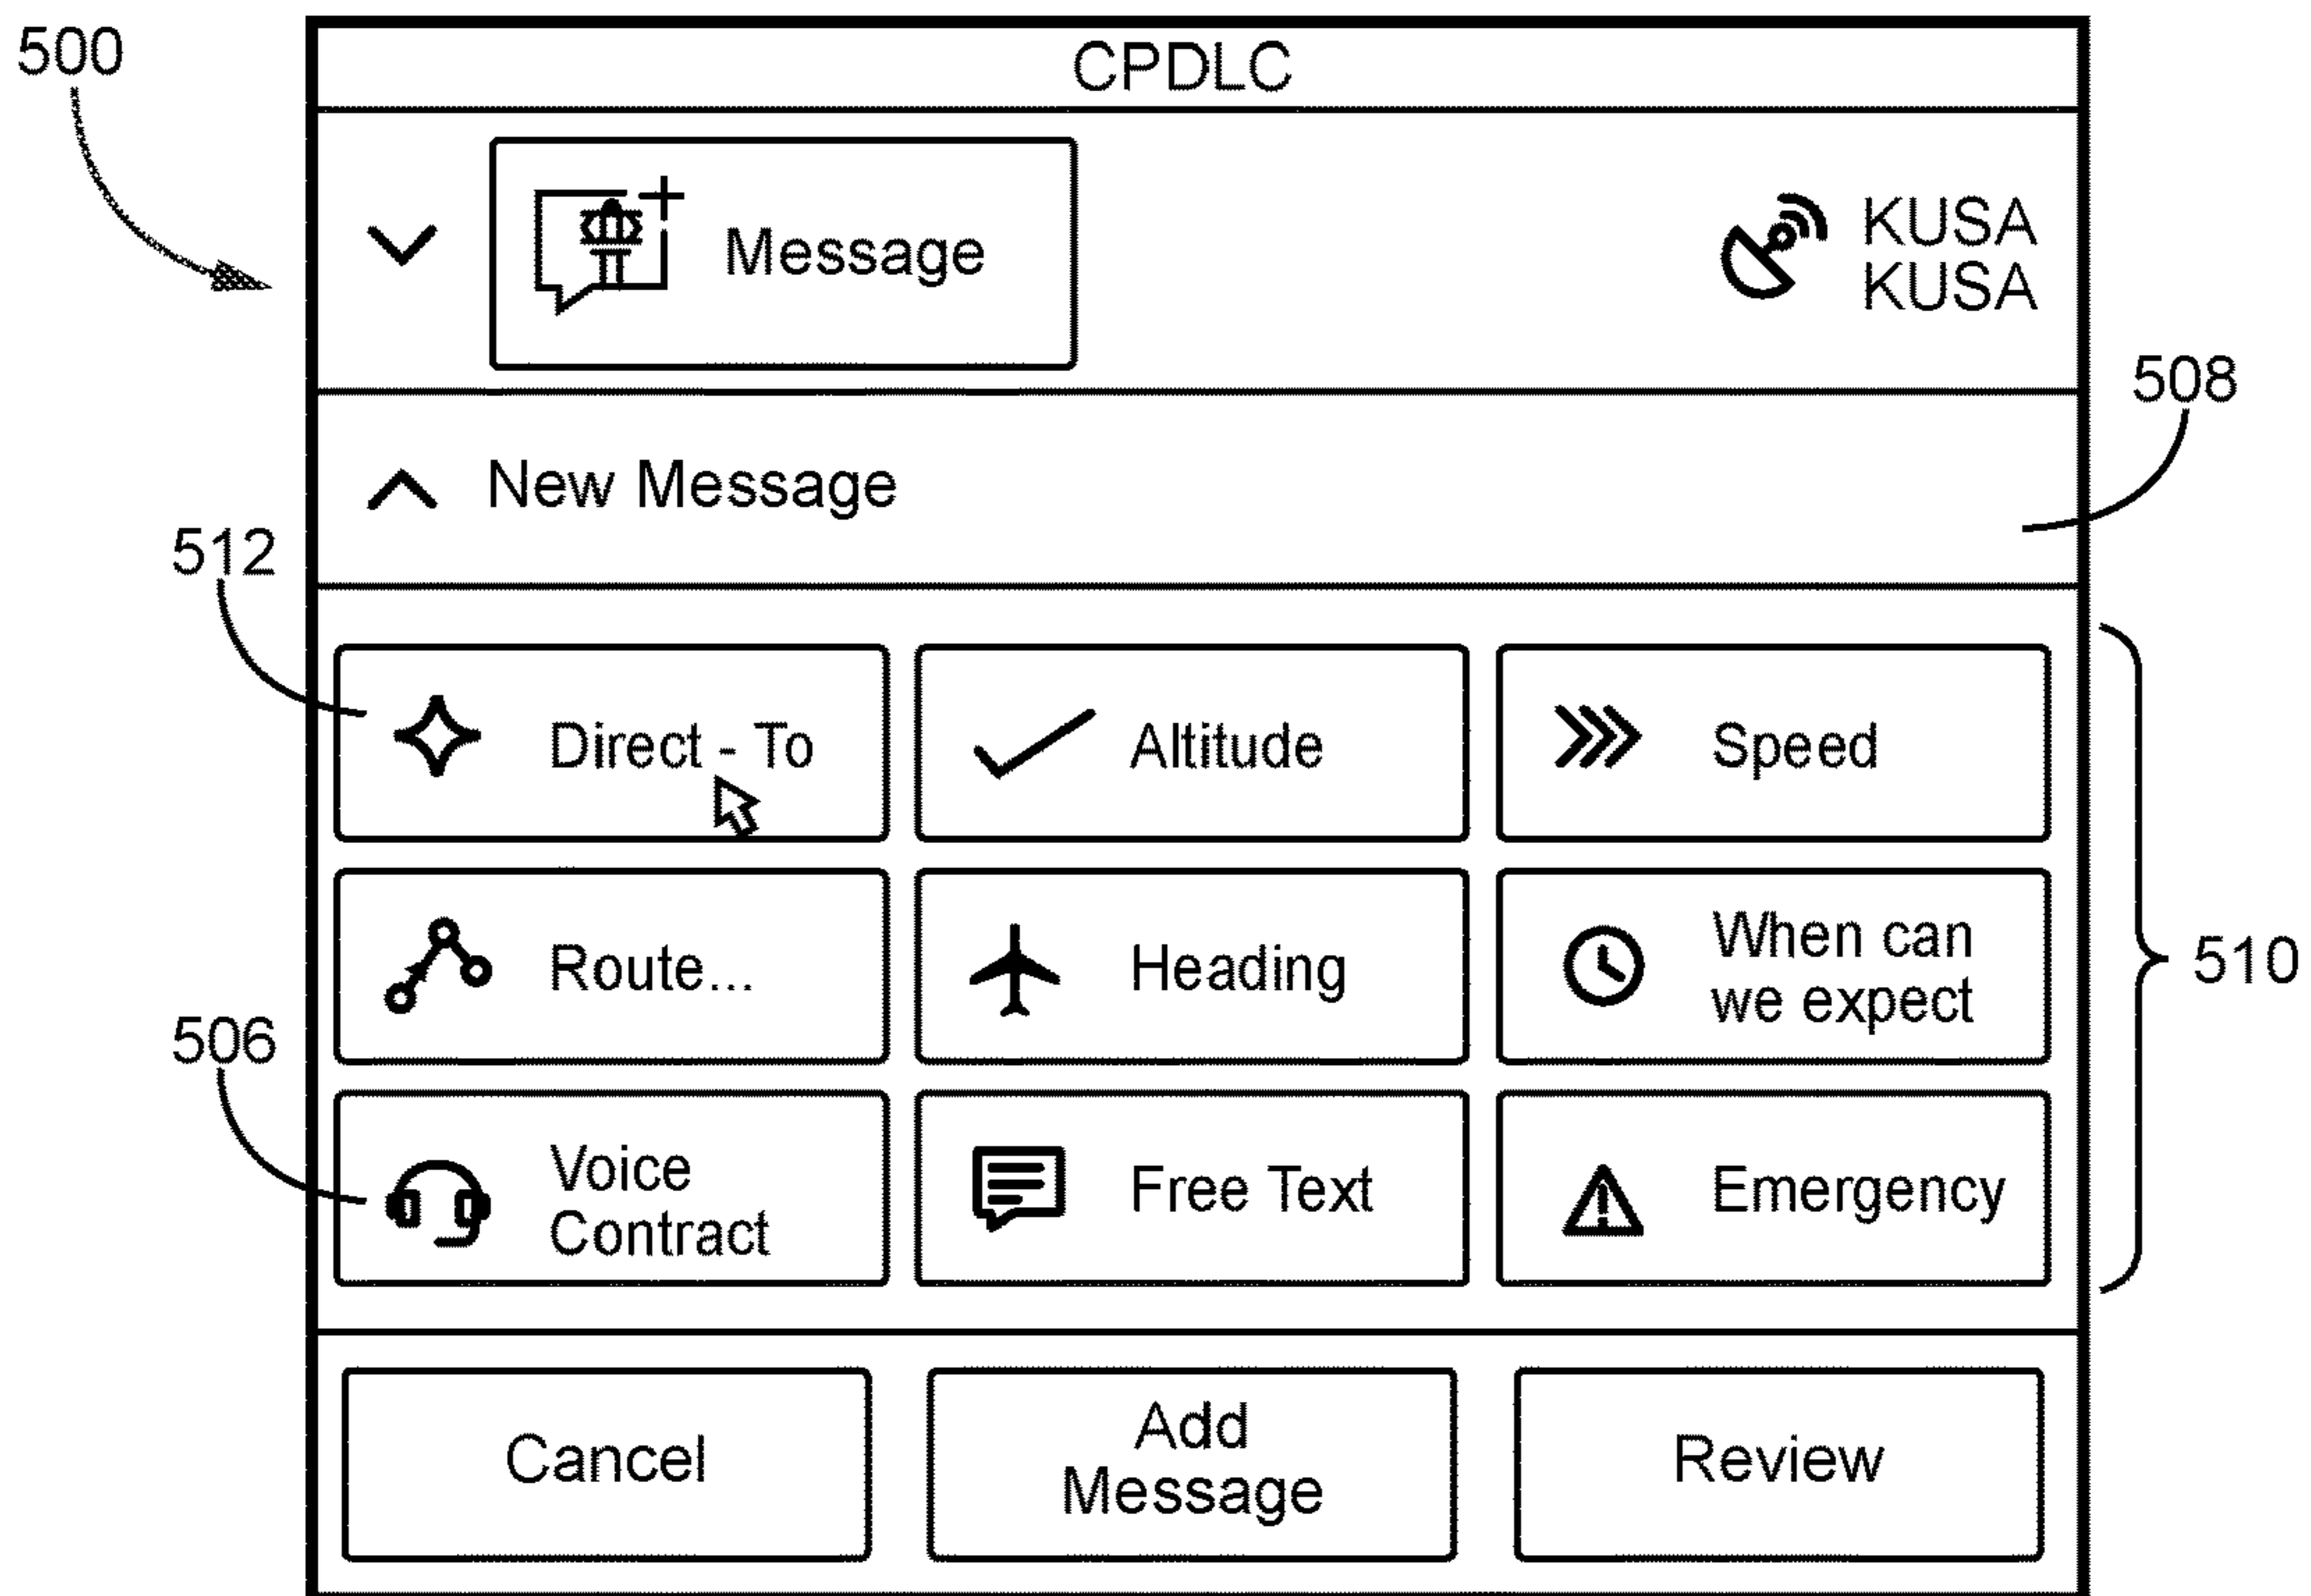 500
CPDLC
Message
KUSA
KUSA
508
New Message
512
Direct - To
Altitude
Speed
Route...
Heading
When can
we expect
510
506
Voice
Contract
Free Text
Emergency
Cancel
Add
Message
Review